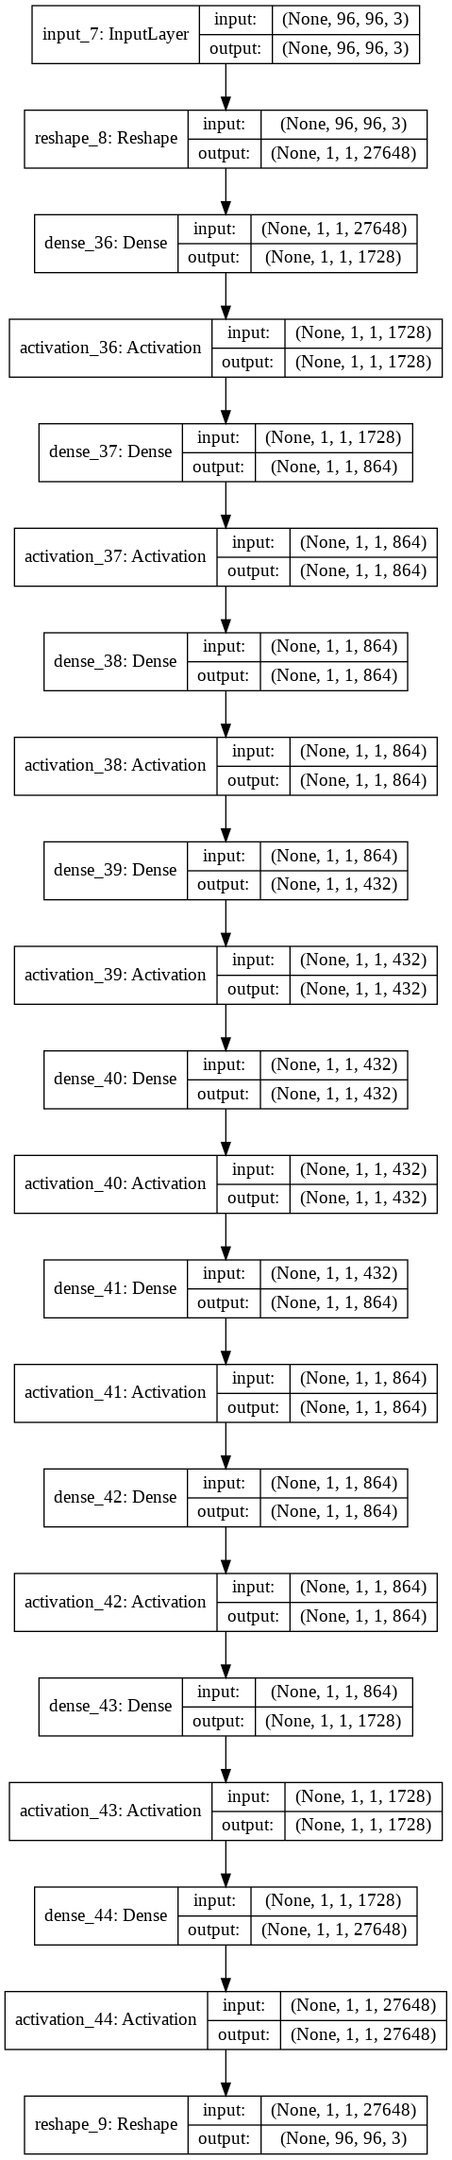 input_7: InputLayer
input:
(None, 96, 96, 3)
output:
(None, 96, 96, 3)
reshape_8: Reshape
input:
(None, 96, 96, 3)
output:
(None, 1, 1, 27648)
dense_36: Dense
input:
(None, 1, 1, 27648)
output:
(None, 1, 1, 1728)
activation_36: Activation
input:
(None, 1, 1, 1728)
output:
(None, 1, 1, 1728)
dense_37: Dense
input:
(None, 1, 1, 1728)
output:
(None, 1, 1, 864)
activation_37: Activation
input:
(None, 1, 1, 864)
output:
(None, 1, 1, 864)
dense_38: Dense
input:
(None, 1, 1, 864)
output:
(None, 1, 1, 864)
activation_38: Activation
input:
(None, 1, 1, 864)
output:
(None, 1, 1, 864)
dense_39: Dense
input:
(None, 1, 1, 864)
output:
(None, 1, 1, 432)
activation_39: Activation
input:
(None, 1, 1, 432)
output:
(None, 1, 1, 432)
dense_40: Dense
input:
(None, 1, 1, 432)
output:
(None, 1, 1, 432)
activation_40: Activation
input:
(None, 1, 1, 432)
output:
(None, 1, 1, 432)
dense_41: Dense
input:
(None, 1, 1, 432)
output:
(None, 1, 1, 864)
activation_41: Activation
input:
(None, 1, 1, 864)
output:
(None, 1, 1, 864)
dense_42: Dense
input:
(None, 1, 1, 864)
output:
(None, 1, 1, 864)
activation_42: Activation
input:
(None, 1, 1, 864)
output:
(None, 1, 1, 864)
dense_43: Dense
input:
(None, 1, 1, 864)
output:
(None, 1, 1, 1728)
activation_43: Activation
input:
(None, 1, 1, 1728)
output:
(None, 1, 1, 1728)
dense_44: Dense
input:
(None, 1, 1, 1728)
output:
(None, 1, 1, 27648)
activation_44: Activation
input:
(None, 1, 1, 27648)
output:
(None, 1, 1, 27648)
reshape_9: Reshape
input:
(None, 1, 1, 27648)
output:
(None, 96, 96, 3)